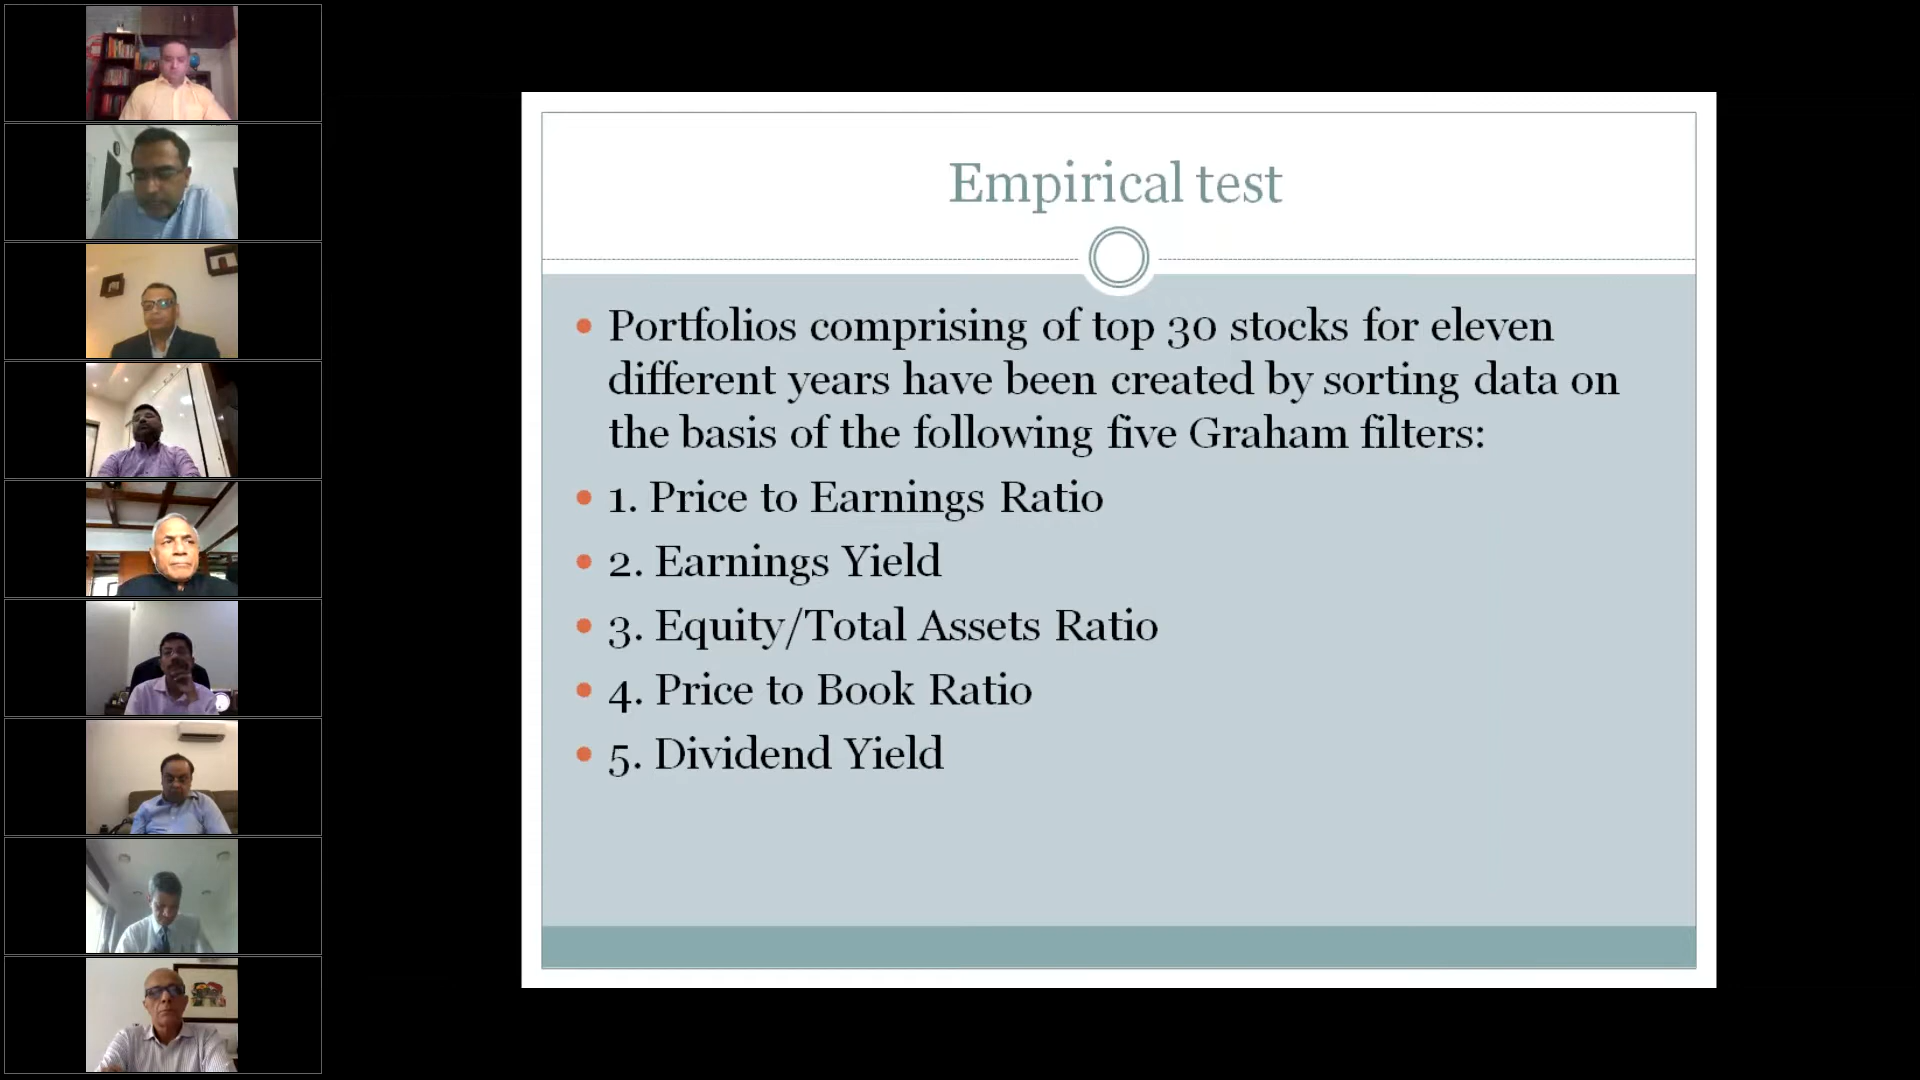 Empirical test
• Portfolios comprising of top 30 stocks for eleven
different years have been created by sorting data on
the basis of the following five Graham filters:
• 1. Price to Earnings Ratio
• 2. Earnings Yield
• 3. Equity/Total Assets Ratio
• 4. Price to Book Ratio
• 5. Dividend Yield